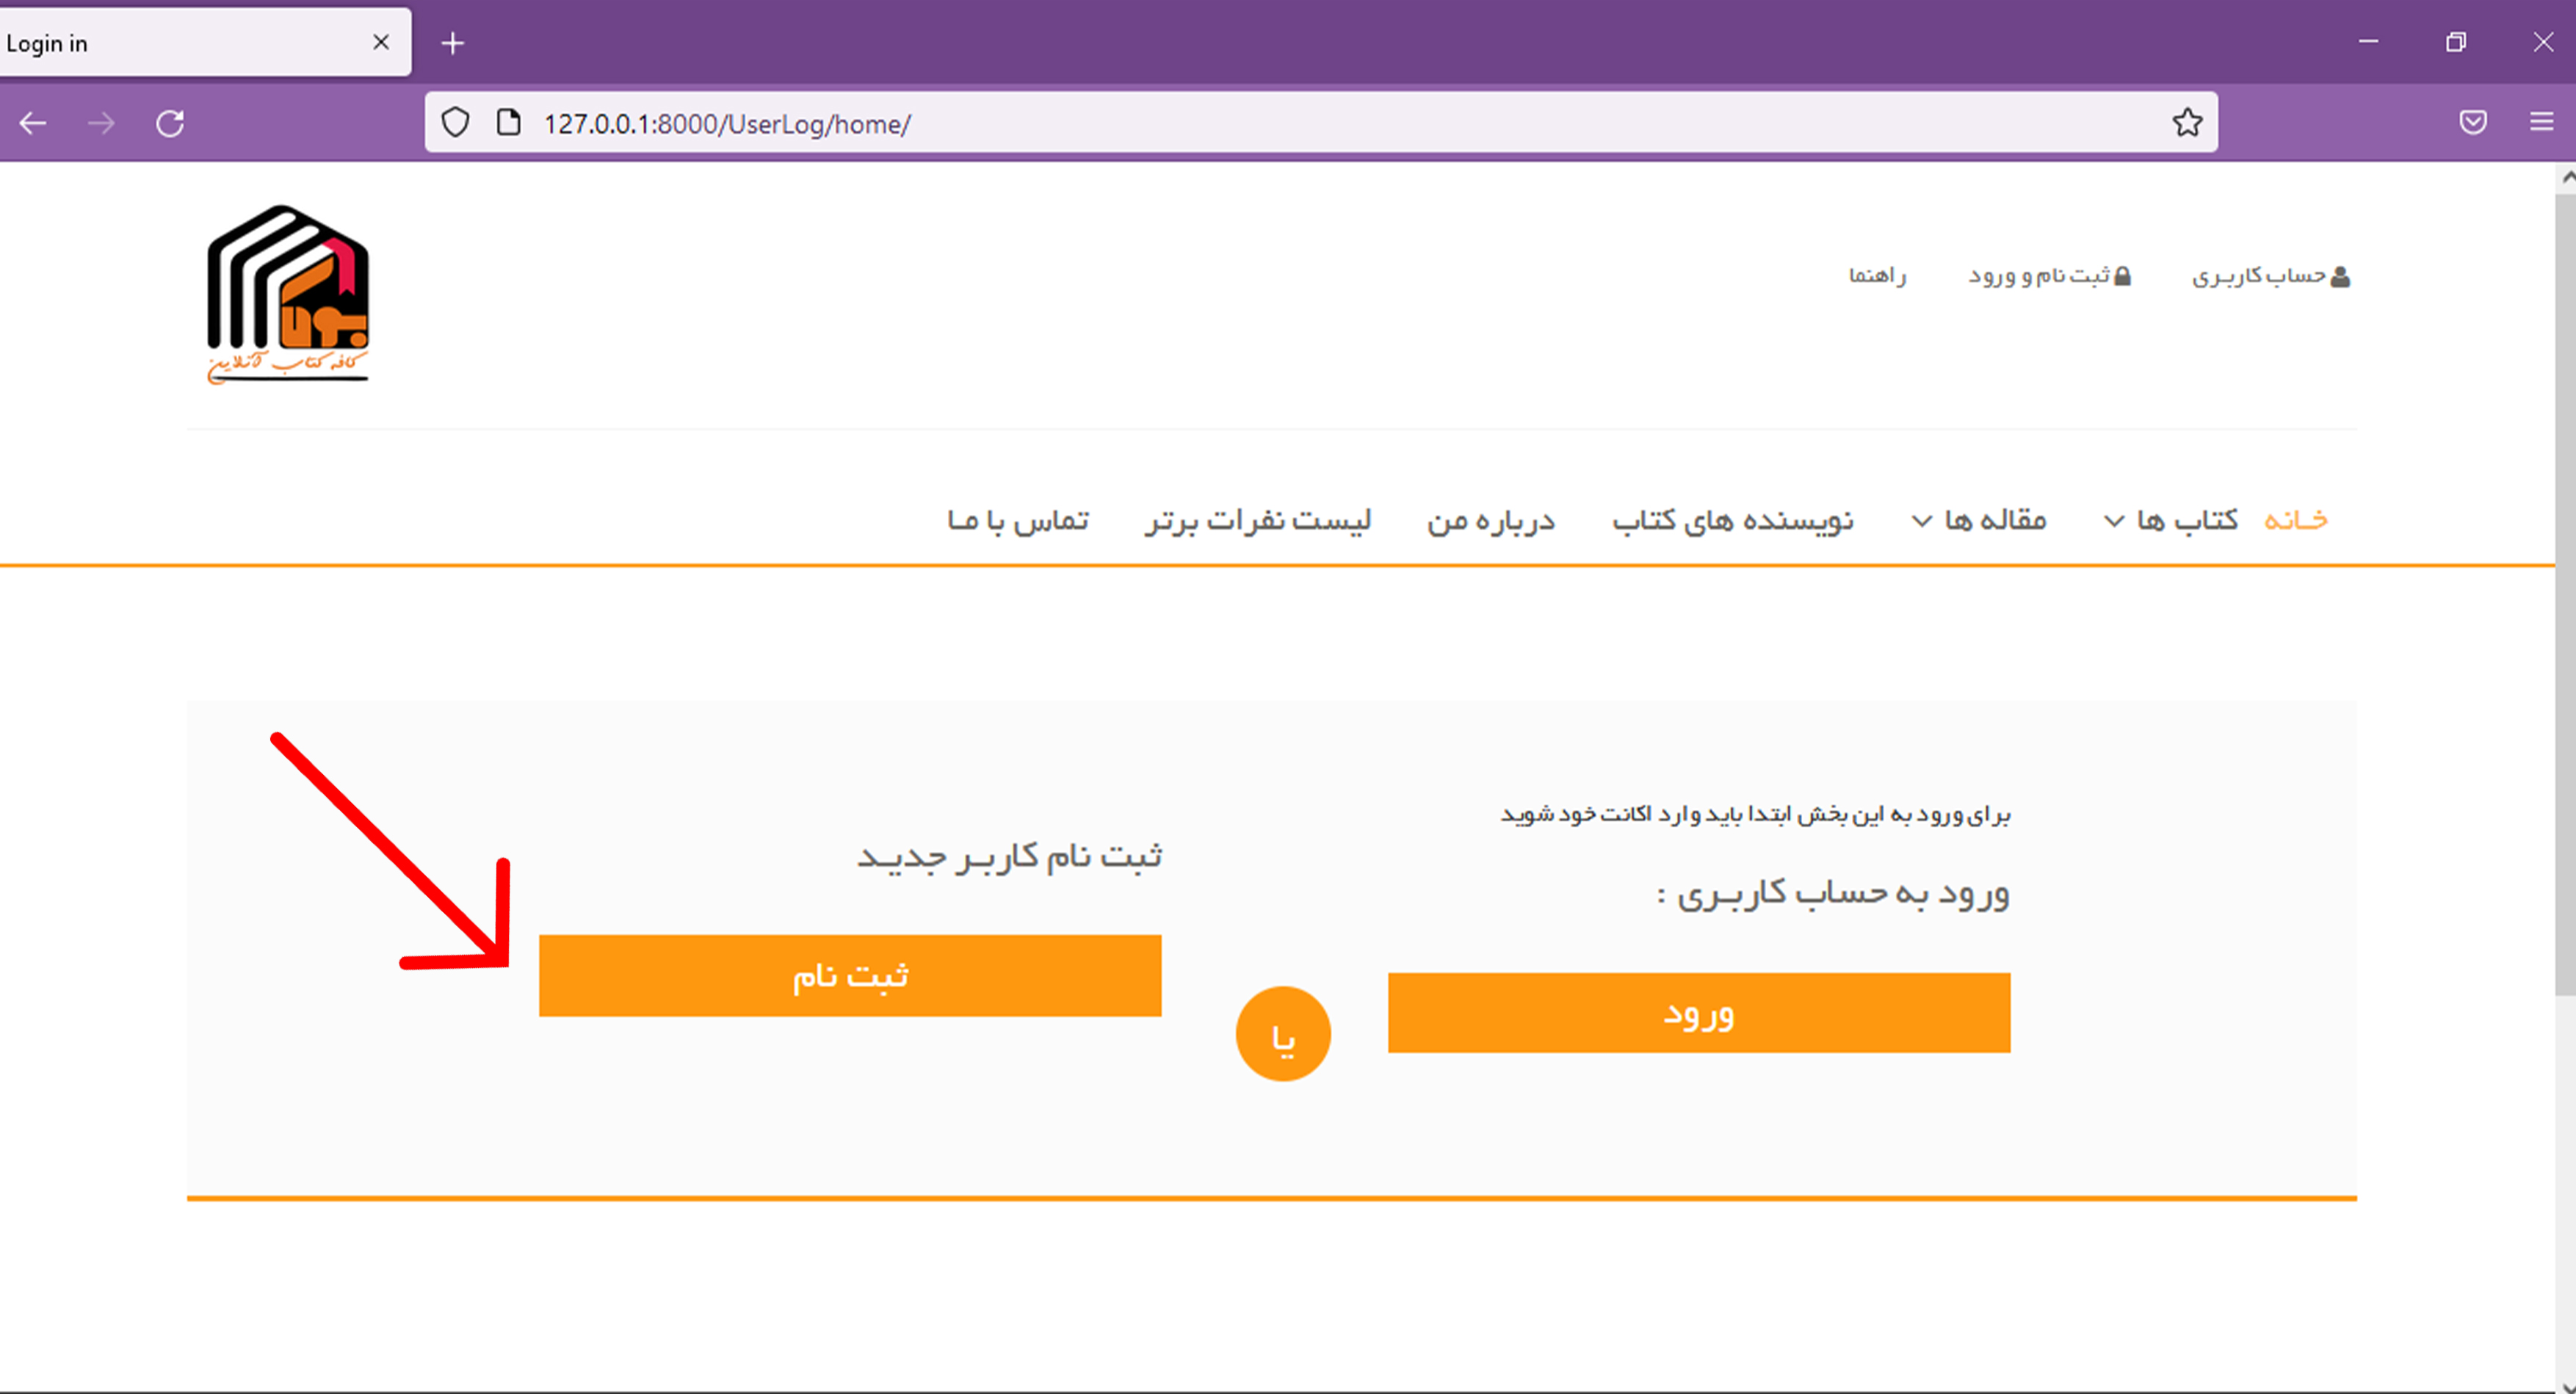 Login in
127.0.0.1:8000/UserLog/home/
حساب کاربری
ثبت نام و ورود
راهنما
کافه کتاب آنلاین
خانه
کتاب ها
مقاله ها
نویسنده های کتاب
درباره من
لیست نفرات برتر
تماس با ما
برای ورود به این بخش ابتدا باید وارد اکانت خود شوید
ورود به حساب کاربری :
ورود
یا
ثبت نام کاربر جدید
ثبت نام